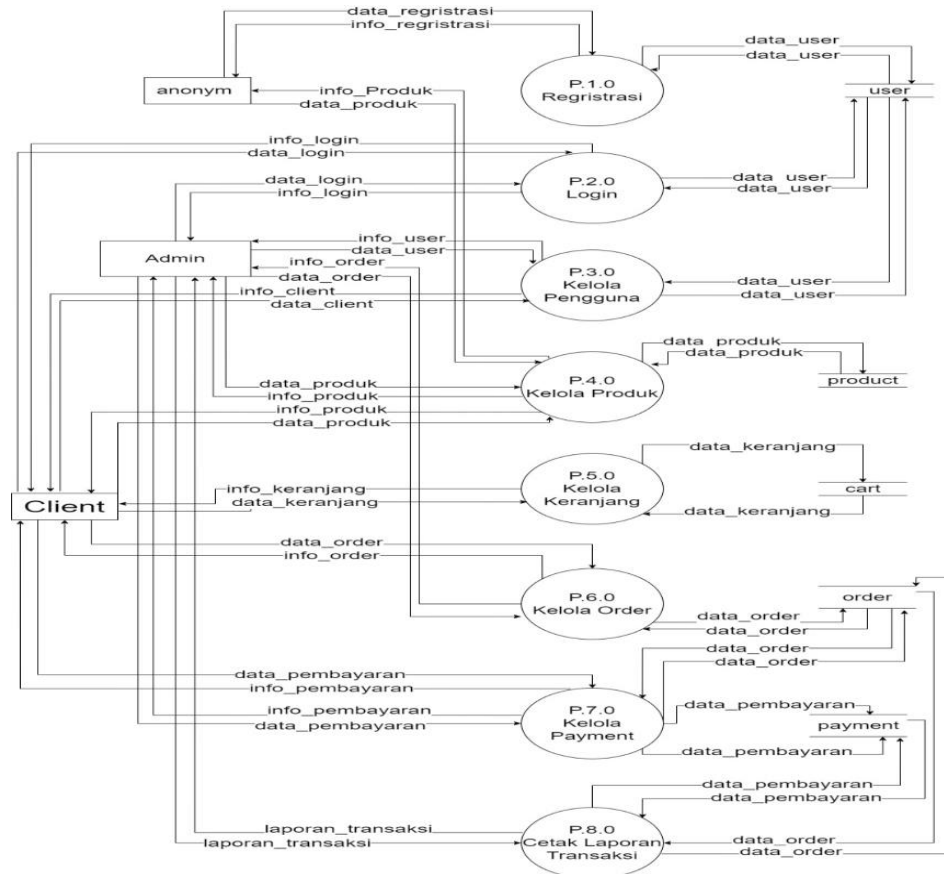 data_regristrasi
info_regristrasi
data_user
data_user
anonym
P.1.0
Regristrasi
user
info_Produk
data_produk
info_login
data_login
data_login
info_login
P.2.0
Login
data_user
data_user
Admin
info_user
data_user
info_order
data_order
info_client
data_client
P.3.0
Kelola
Pengguna
data_user
data_user
data_produk
data_produk
product
data_produk
info_produk
info_produk
data_produk
P.4.0
Kelola Produk
Client
info_keranjang
data_keranjang
P.5.0
Kelola
Keranjang
data_keranjang
cart
data_keranjang
data_order
info_order
P.6.0
Kelola Order
order
data_order
data_order
data_order
data_order
data_pembayaran
info_pembayaran
info_pembayaran
data_pembayaran
P.7.0
Kelola
Payment
data_pembayaran
payment
data_pembayaran
data_pembayaran
data_pembayaran
laporan_transaksi
laporan_transaksi
P.8.0
Cetak Laporan
Transaksi
data_order
data_order